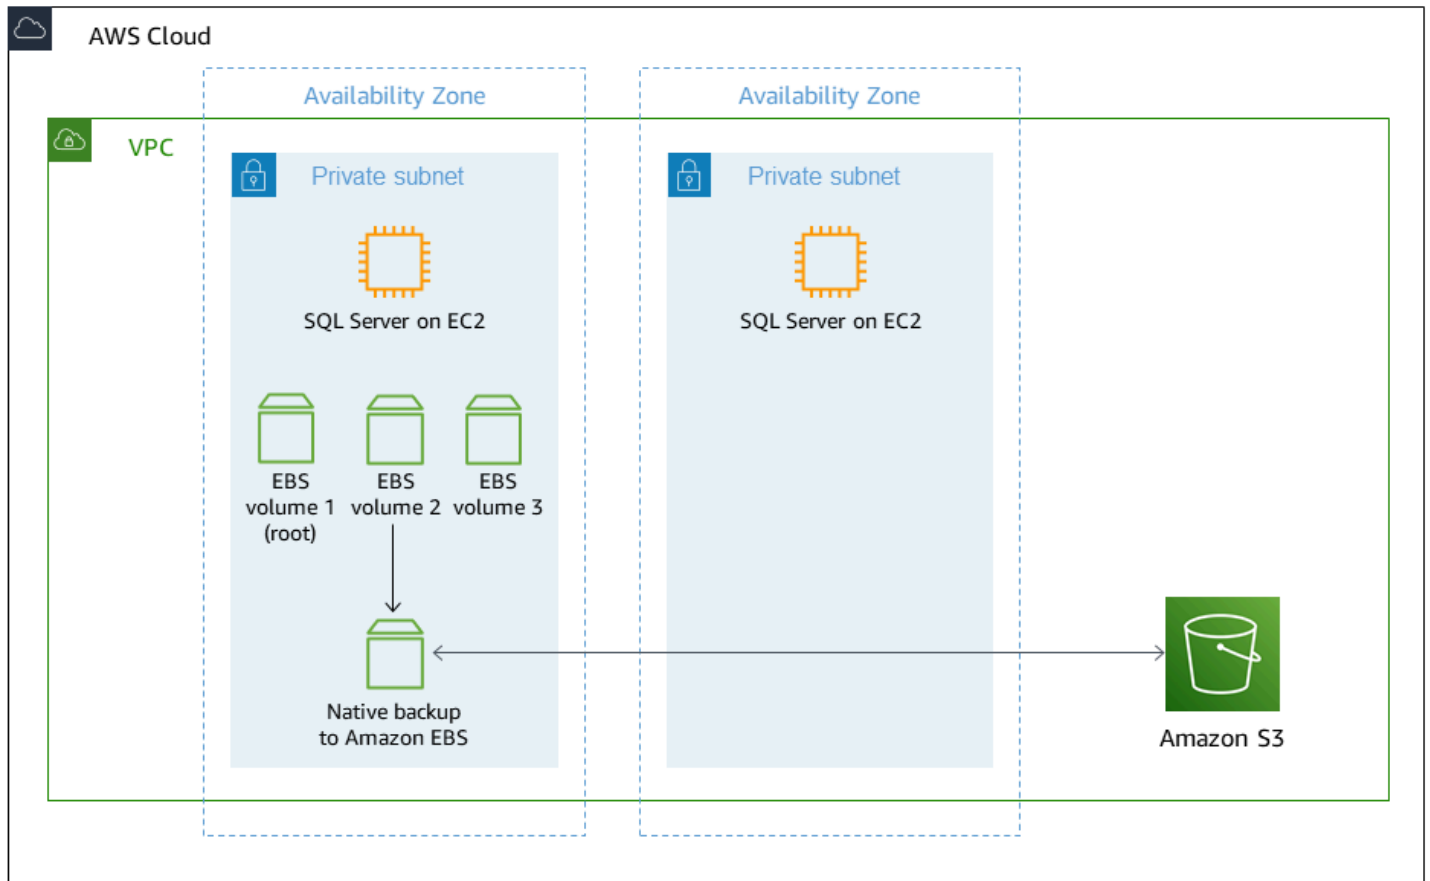 AWS Cloud
Availability Zone
Availability Zone
VPC
Private subnet
Private subnet
SQL Server on EC2
SQL Server on EC2
EBS
volume 1
(root)
EBS
volume 2
EBS
volume 3
Native backup
to Amazon EBS
Amazon S3